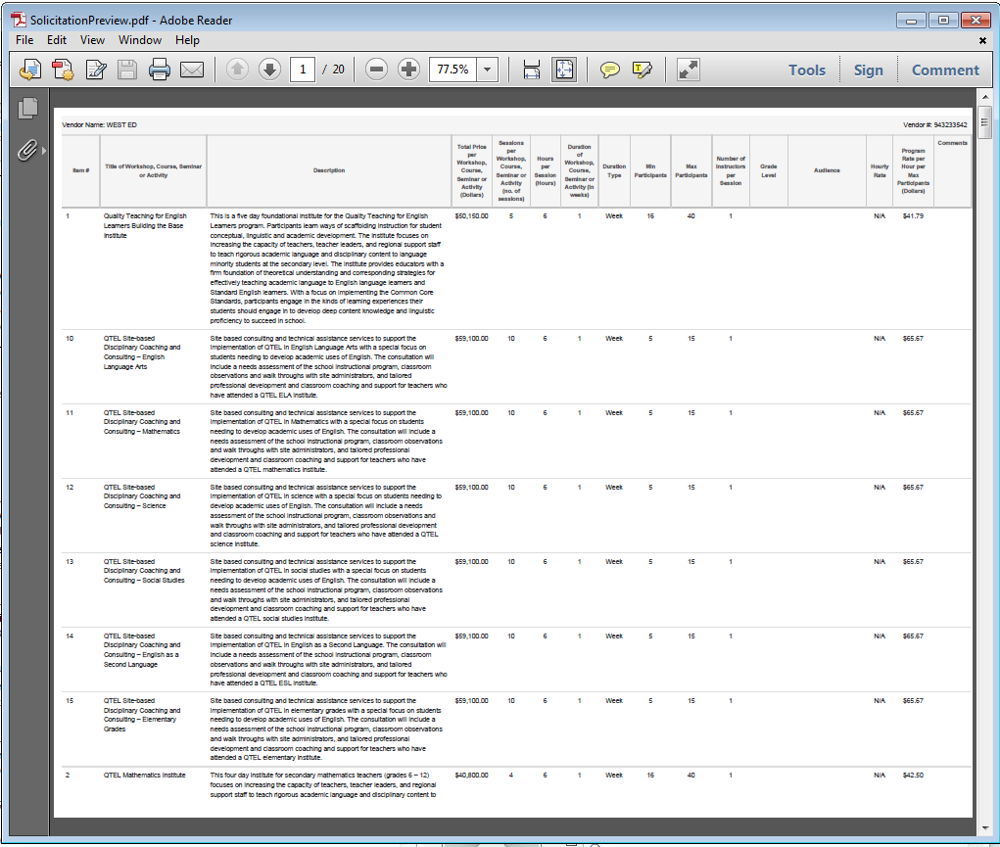 SolicitationPreview.pdf - Adobe Reader
File Edit View Window Help
1 / 20 77.5% Tools Sign Comment
Vendor Name: WEST ED Vendor #: 943233542
Item # Title of Workshop, Course, Seminar or Activity Description Total Price per Workshop, Course, Seminar or Activity (Dollars) Sessions per Workshop, Course, Seminar or Activity (no. of sessions) Hours per Session (Hours) Duration of Workshop, Course, Seminar or Activity (in weeks) Duration Type Min Participants Max Participants Number of Instructors per Session Grade Level Audience Hourly Rate Program Rate per Hour per Max Participants (Dollars) Comments
1 Quality Teaching for English This is a five day foundational institute for the Quality Teaching for English $50,150.00 5 6 1 Week 16 40 1 N/A $41.79
Learners Building the Base Learners program. Participants learn ways of scaffolding instruction for student
Institute conceptual, linguistic and academic development. The institute focuses on
increasing the capacity of teachers, teacher leaders, and regional support staff
to teach rigorous academic language and disciplinary content to language
minority students at the secondary level. The institute provides educators with a
firm foundation of theoretical understanding and corresponding strategies for
effectively teaching academic language to English language learners and
Standard English learners. With a focus on implementing the Common Core
Standards, participants engage in the kinds of learning experiences their
students should engage in to develop deep content knowledge and linguistic
proficiency to succeed in school.
10 QTEL Site-based Site based consulting and technical assistance services to support the $59,100.00 10 6 1 Week 5 15 1 N/A $65.67
Disciplinary Coaching and implementation of QTEL in English Language Arts with a special focus on
Consulting – English students needing to develop academic uses of English. The consultation will
Language Arts include a needs assessment of the school instructional program, classroom
observations and walk throughs with site administrators, and tailored
professional development and classroom coaching and support for teachers who
have attended a QTEL ELA institute.
11 QTEL Site-based Site based consulting and technical assistance services to support the $59,100.00 10 6 1 Week 5 15 1 N/A $65.67
Disciplinary Coaching and implementation of QTEL in Mathematics with a special focus on students
Consulting – Mathematics needing to develop academic uses of English. The consultation will include a
needs assessment of the school instructional program, classroom observations
and walk throughs with site administrators, and tailored professional
development and classroom coaching and support for teachers who have
attended a QTEL mathematics institute.
12 QTEL Site-based Site based consulting and technical assistance services to support the $59,100.00 10 6 1 Week 5 15 1 N/A $65.67
Disciplinary Coaching and implementation of QTEL in science with a special focus on students needing to
Consulting – Science develop academic uses of English. The consultation will include a needs
assessment of the school instructional program, classroom observations and
walk throughs with site administrators, and tailored professional development
and classroom coaching and support for teachers who have attended a QTEL
science institute.
13 QTEL Site-based Site based consulting and technical assistance services to support the $59,100.00 10 6 1 Week 5 15 1 N/A $65.67
Disciplinary Coaching and implementation of QTEL in social studies with a special focus on students
Consulting – Social Studies needing to develop academic uses of English. The consultation will include a
needs assessment of the school instructional program, classroom observations
and walk throughs with site administrators, and tailored professional
development and classroom coaching and support for teachers who have
attended a QTEL social studies institute.
14 QTEL Site-based Site based consulting and technical assistance services to support the $59,100.00 10 6 1 Week 5 15 1 N/A $65.67
Disciplinary Coaching and implementation of QTEL in English as a Second Language. The consultation will
Consulting – English as a include a needs assessment of the school instructional program, classroom
Second Language observations and walk throughs with site administrators, and tailored
professional development and classroom coaching and support for teachers who
have attended a QTEL ESL institute.
15 QTEL Site-based Site based consulting and technical assistance services to support the $59,100.00 10 6 1 Week 5 15 1 N/A $65.67
Disciplinary Coaching and implementation of QTEL in elementary grades with a special focus on students
Consulting – Elementary needing to develop academic uses of English. The consultation will include a
Grades needs assessment of the school instructional program, classroom observations
and walk throughs with site administrators, and tailored professional
development and classroom coaching and support for teachers who have
attended a QTEL elementary institute.
2 QTEL Mathematics Institute This four day institute for secondary mathematics teachers (grades 6 – 12) $40,800.00 4 6 1 Week 16 40 1 N/A $42.50
focuses on increasing the capacity of teachers, teacher leaders, and regional
support staff to teach rigorous academic language and disciplinary content to